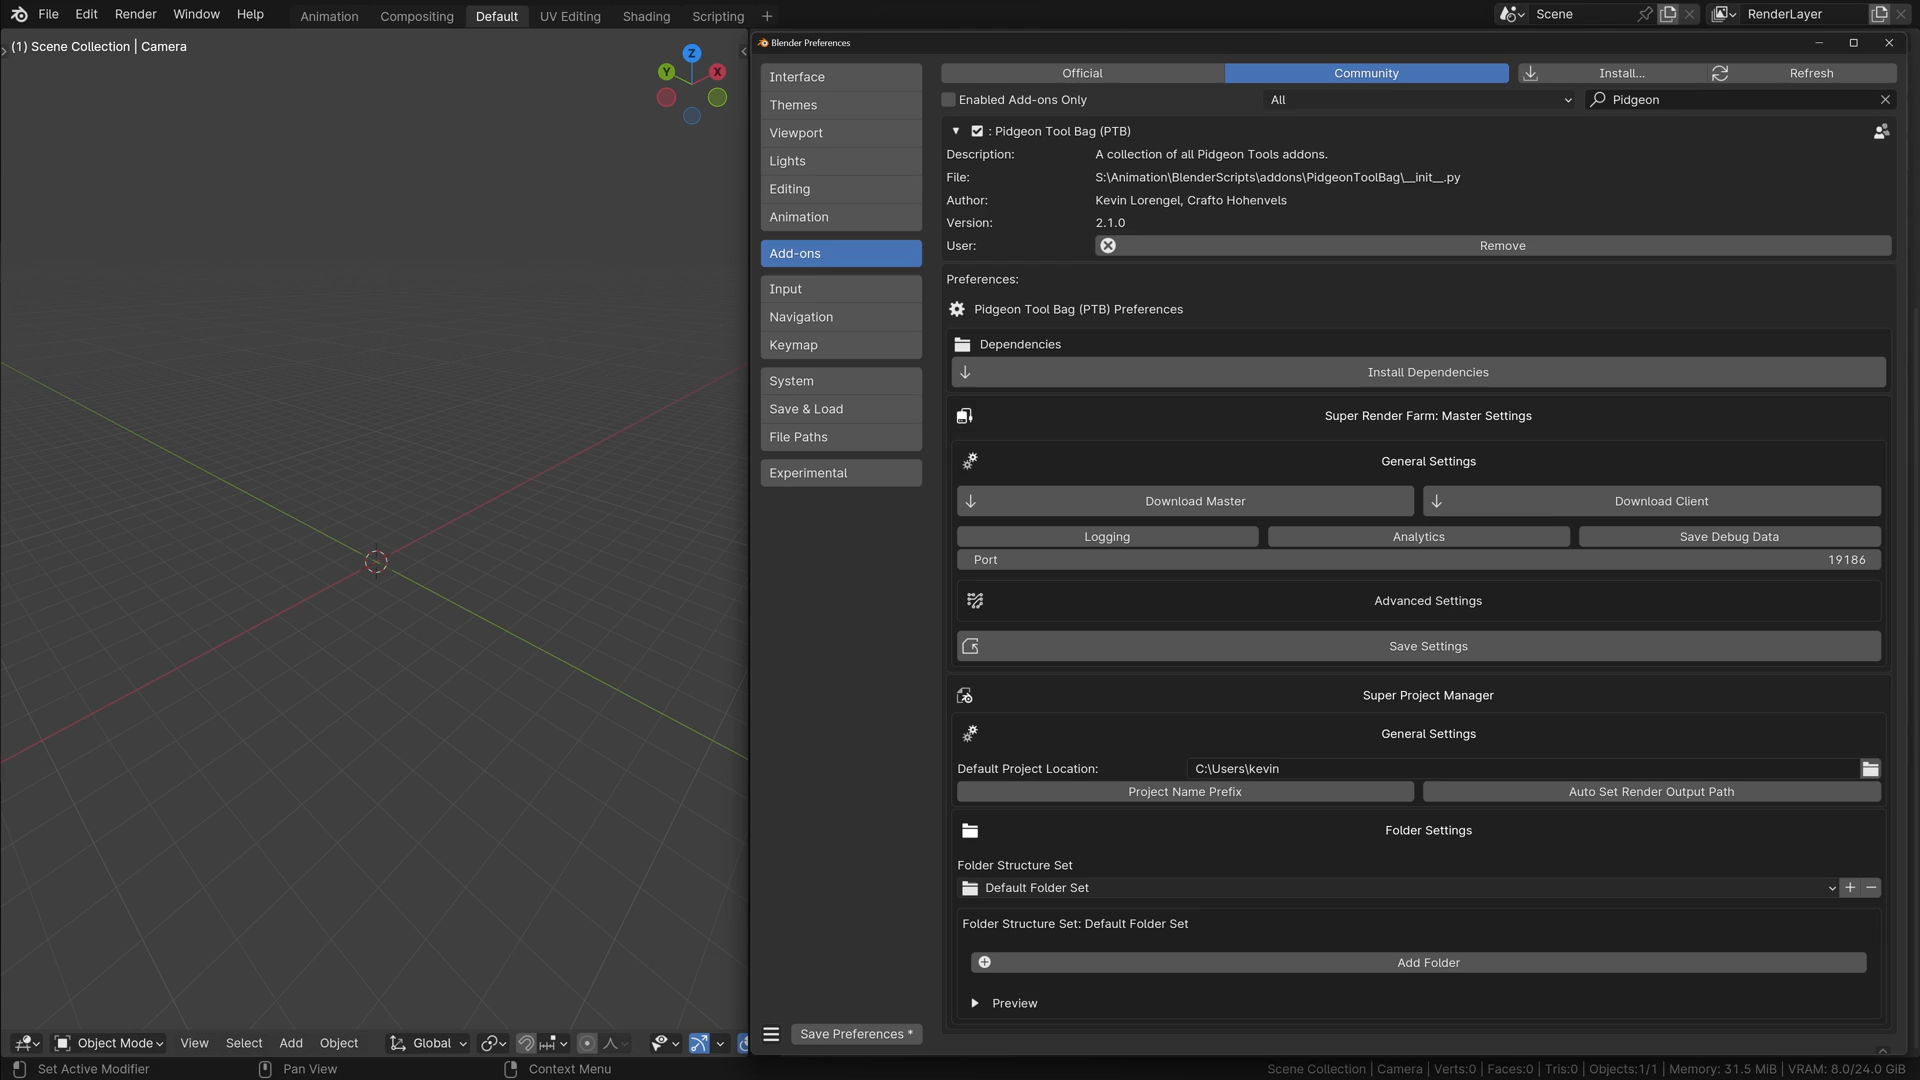 File Edit Render Window Help Animation Compositing Default UV Editing Shading Scripting Scene RenderLayer
(1) Scene Collection | Camera
Z
Y
X
Blender Preferences
Interface
Themes
Viewport
Lights
Editing
Animation
Add-ons
Input
Navigation
Keymap
System
Save & Load
File Paths
Experimental
Official Community Install... Refresh
Enabled Add-ons Only All Pidgeon
: Pidgeon Tool Bag (PTB)
Description: A collection of all Pidgeon Tools addons.
File: S:\Animation\BlenderScripts\addons\PidgeonToolBag\__init__.py
Author: Kevin Lorengel, Crafto Hohenvels
Version: 2.1.0
User: Remove
Preferences:
Pidgeon Tool Bag (PTB) Preferences
Dependencies
Install Dependencies
Super Render Farm: Master Settings
General Settings
Download Master Download Client
Logging Analytics Save Debug Data
Port 19186
Advanced Settings
Save Settings
Super Project Manager
General Settings
Default Project Location: C:\Users\kevin
Project Name Prefix Auto Set Render Output Path
Folder Settings
Folder Structure Set
Default Folder Set
Folder Structure Set: Default Folder Set
Add Folder
Preview
Save Preferences *
Object Mode View Select Add Object Global
Set Active Modifier Pan View Context Menu Scene Collection | Camera | Verts:0 | Faces:0 | Tris:0 | Objects:1/1 | Memory: 31.5 MiB | VRAM: 8.0/24.0 GiB